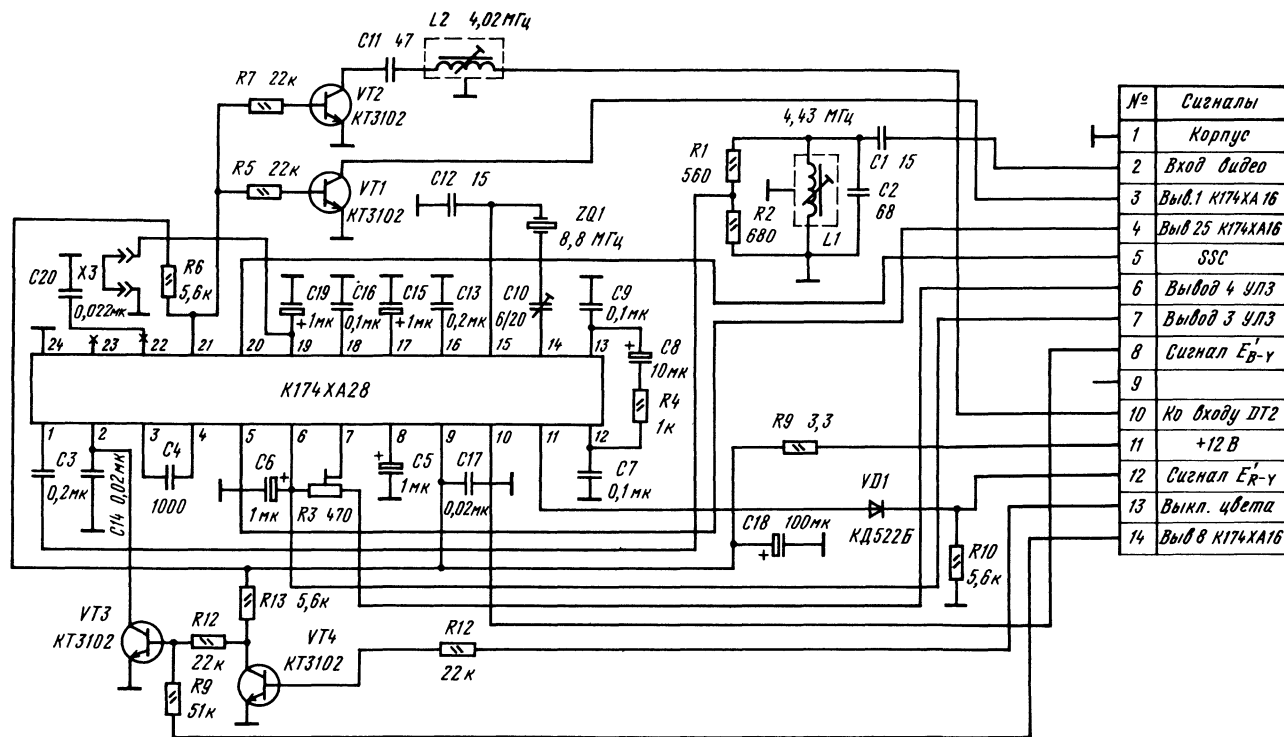 L2 4,02 МГц
C11 47
R7 22к
VT2
КТ3102
R5 22к
VT1
КТ3102
C12 15
ZQ1
8,8 МГц
4,43 МГц
R1
560
C1 15
C2
68
R2
680
L1
C20
0,022мк
X3
R6
5,6к
C19
+ 1мк
C16
0,1мк
C15
+ 1мк
C13
0,2мк
C10
6/20
C9
0,1мк
+
C8
10мк
R4
1к
24 23 22 21 20 19 18 17 16 15 14 13
К174ХА28
1 2 3 4 5 6 7 8 9 10 11 12
C3
0,2мк
C14 0,02мк
C4
1000
C6 +
1мк
R3 470
+
C5
1мк
C17
0,02мк
C7
0,1мк
R9 3,3
VD1
КД522Б
C18 100мк
+
R10
5,6к
R13 5,6к
VT3
КТ3102
R12
22к
R9
51к
VT4
КТ3102
R12
22к
№ Сигналы
1 Корпус
2 Вход видео
3 Выв.1 К174ХА16
4 Выв 25 К174ХА16
5 SSC
6 Вывод 4 УЛЗ
7 Вывод 3 УЛЗ
8 Сигнал E'B-Y
9
10 Ко входу DT2
11 +12 В
12 Сигнал E'R-Y
13 Выкл. цвета
14 Выв 8 К174ХА16